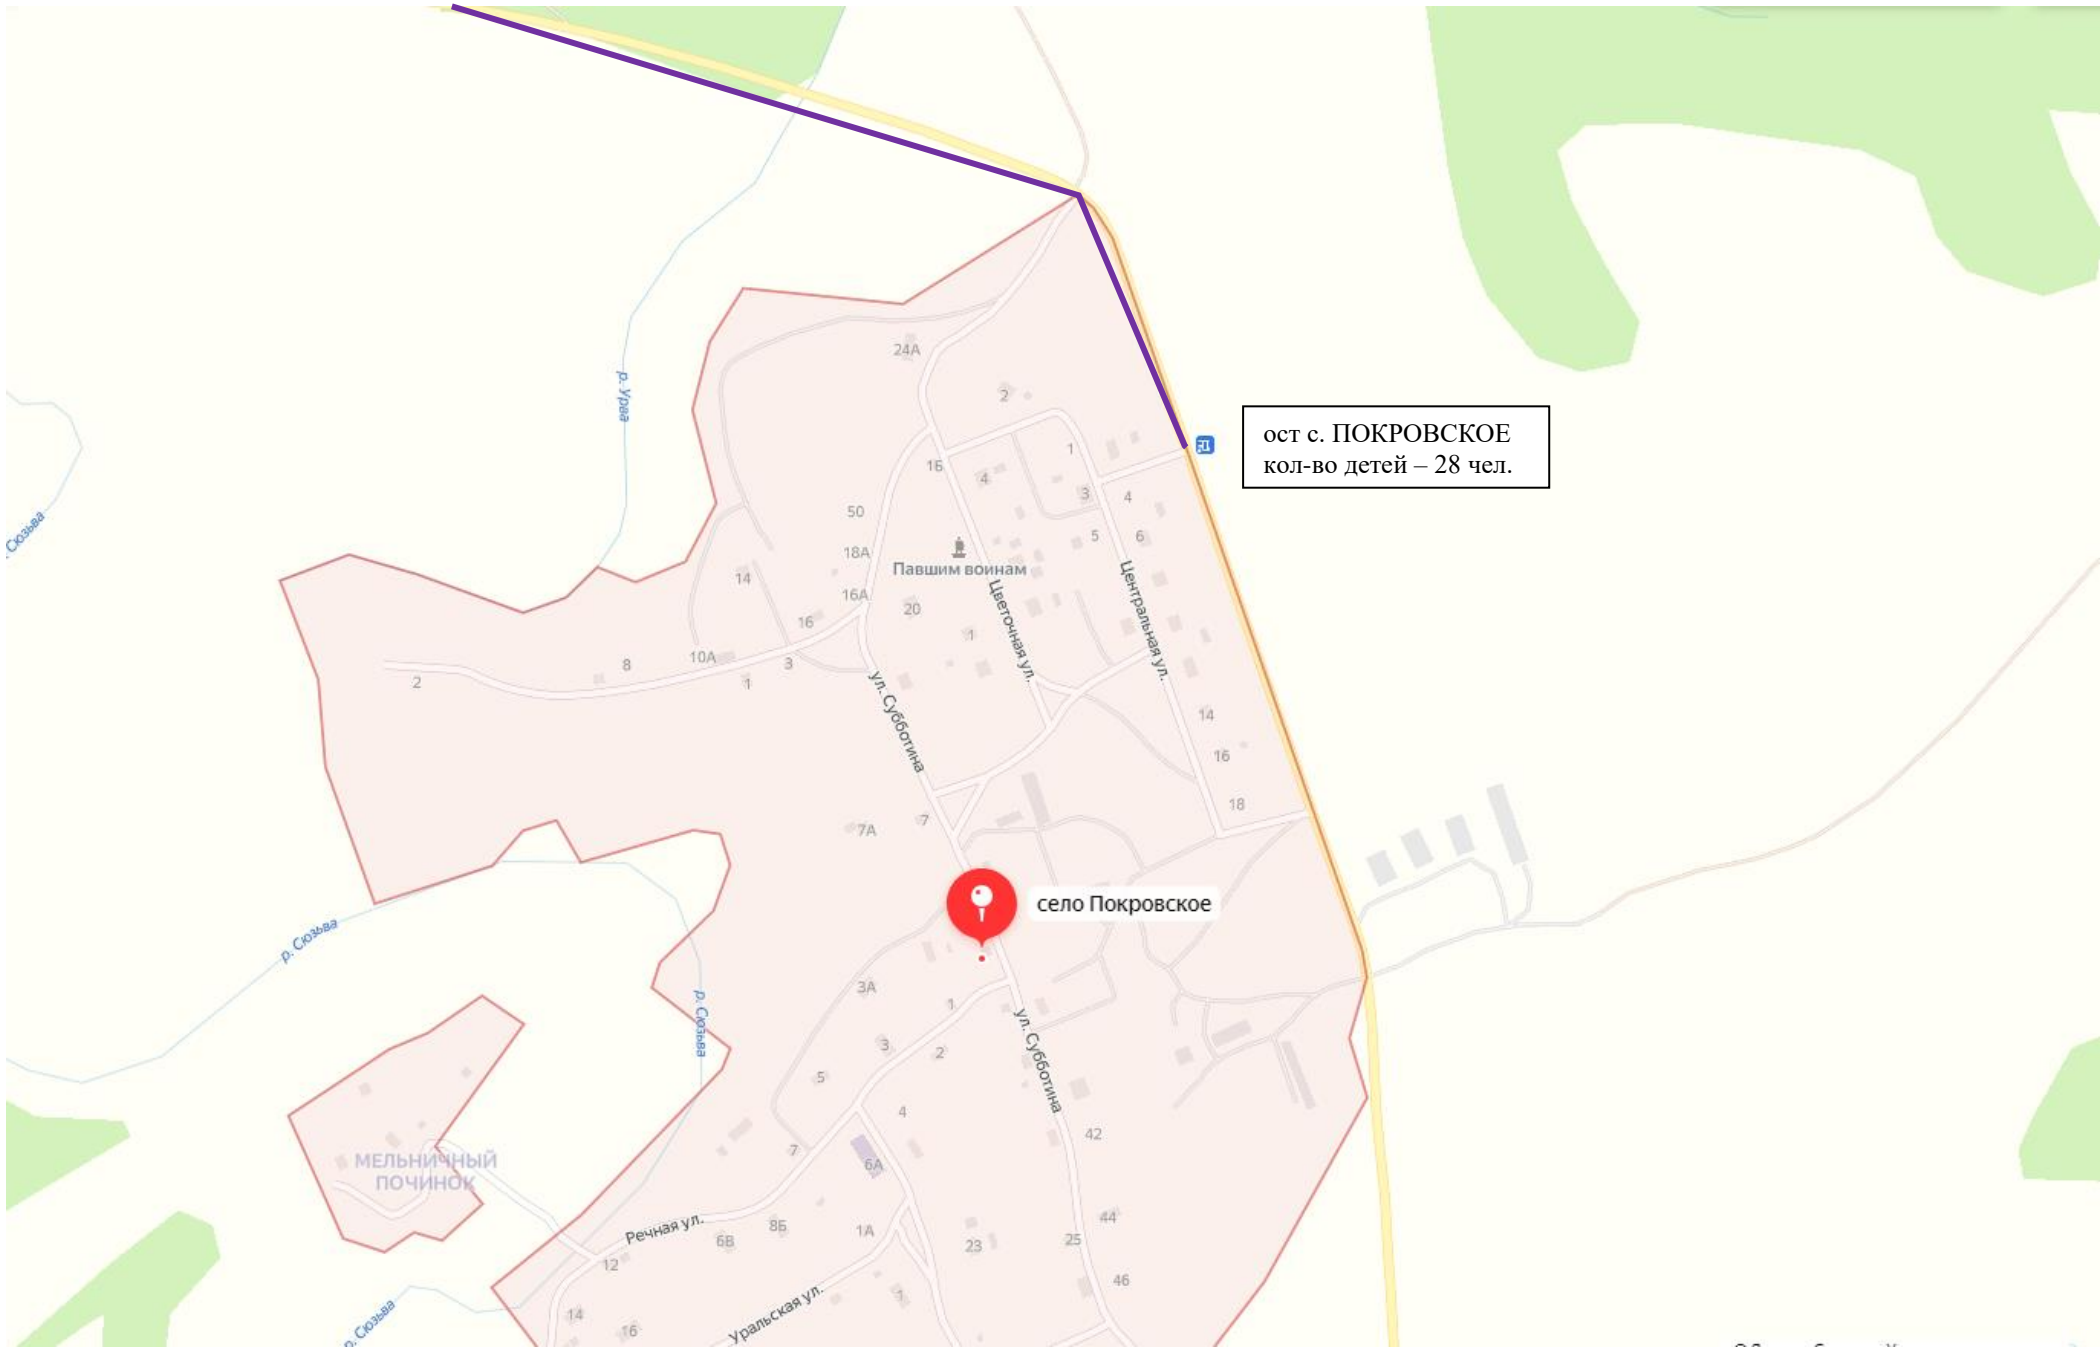 24А
2
р. Урва
ост с. ПОКРОВСКОЕ
кол-во детей – 28 чел.
1
1Б
4
3
4
50
5
6
р. Сюзьва
18А
Павшим воинам
14
16А
20
Цветочная ул.
Центральная ул.
16
1
8
10А
3
2
1
ул. Субботина
14
16
18
7А
7
село Покровское
р. Сюзьва
3А
1
р. Сюзьва
ул. Субботина
3
2
5
4
42
7
МЕЛЬНИЧНЫЙ
ПОЧИНОК
6А
Речная ул.
8Б
6В
1А
44
23
25
12
46
1
Уральская ул.
14
16
р. Сюзьва